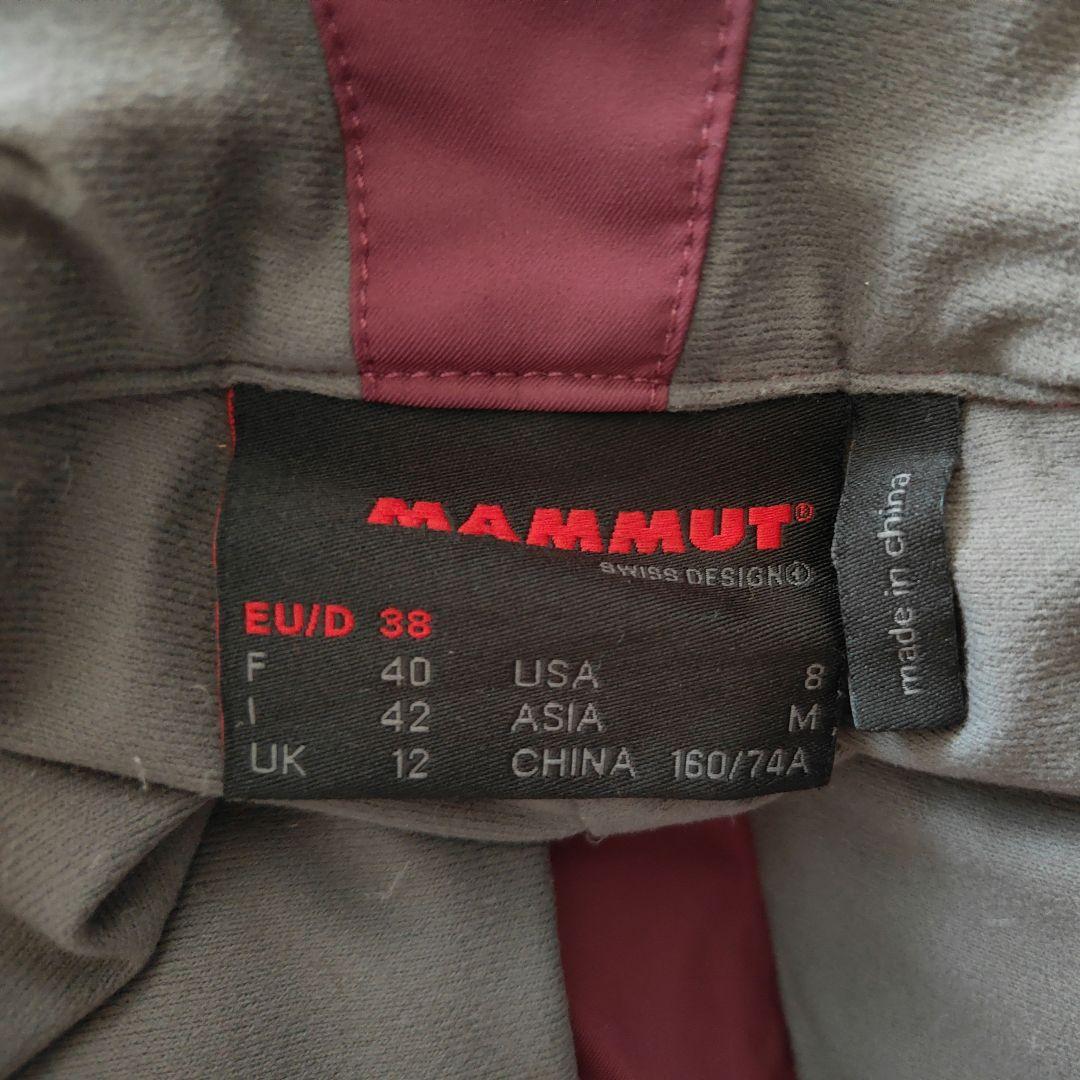 MAMMUT®
SWISS DESIGN
EU/D 38
F 40 USA 8
I 42 ASIA M
UK 12 CHINA 160/74A
made in china